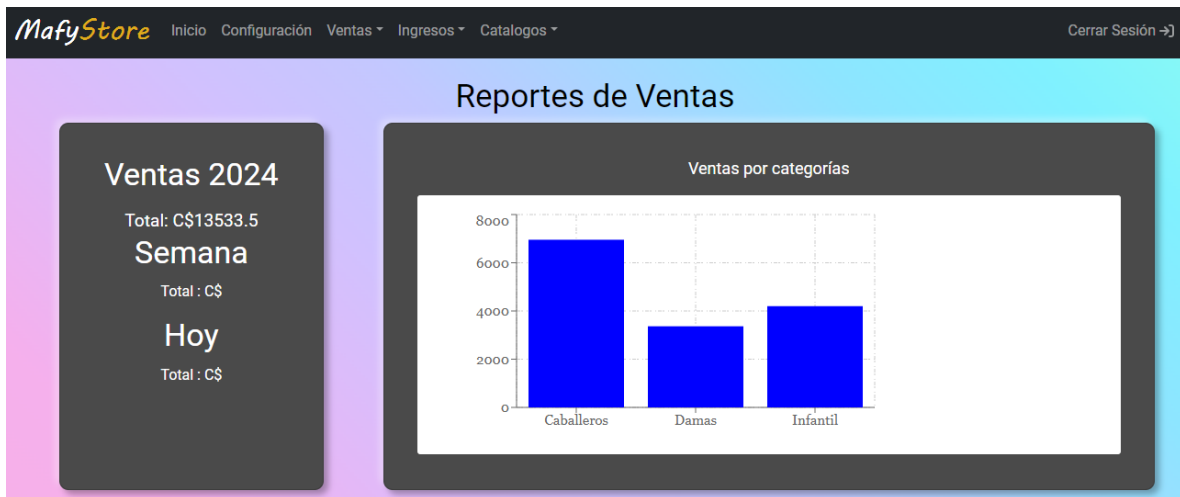 MafyStore Inicio Configuración Ventas Ingresos Catalogos Cerrar Sesión
Reportes de Ventas
Ventas 2024
Total: C$13533.5
Semana
Total : C$
Hoy
Total : C$
Ventas por categorías
8000
6000
4000
2000
0
Caballeros Damas Infantil